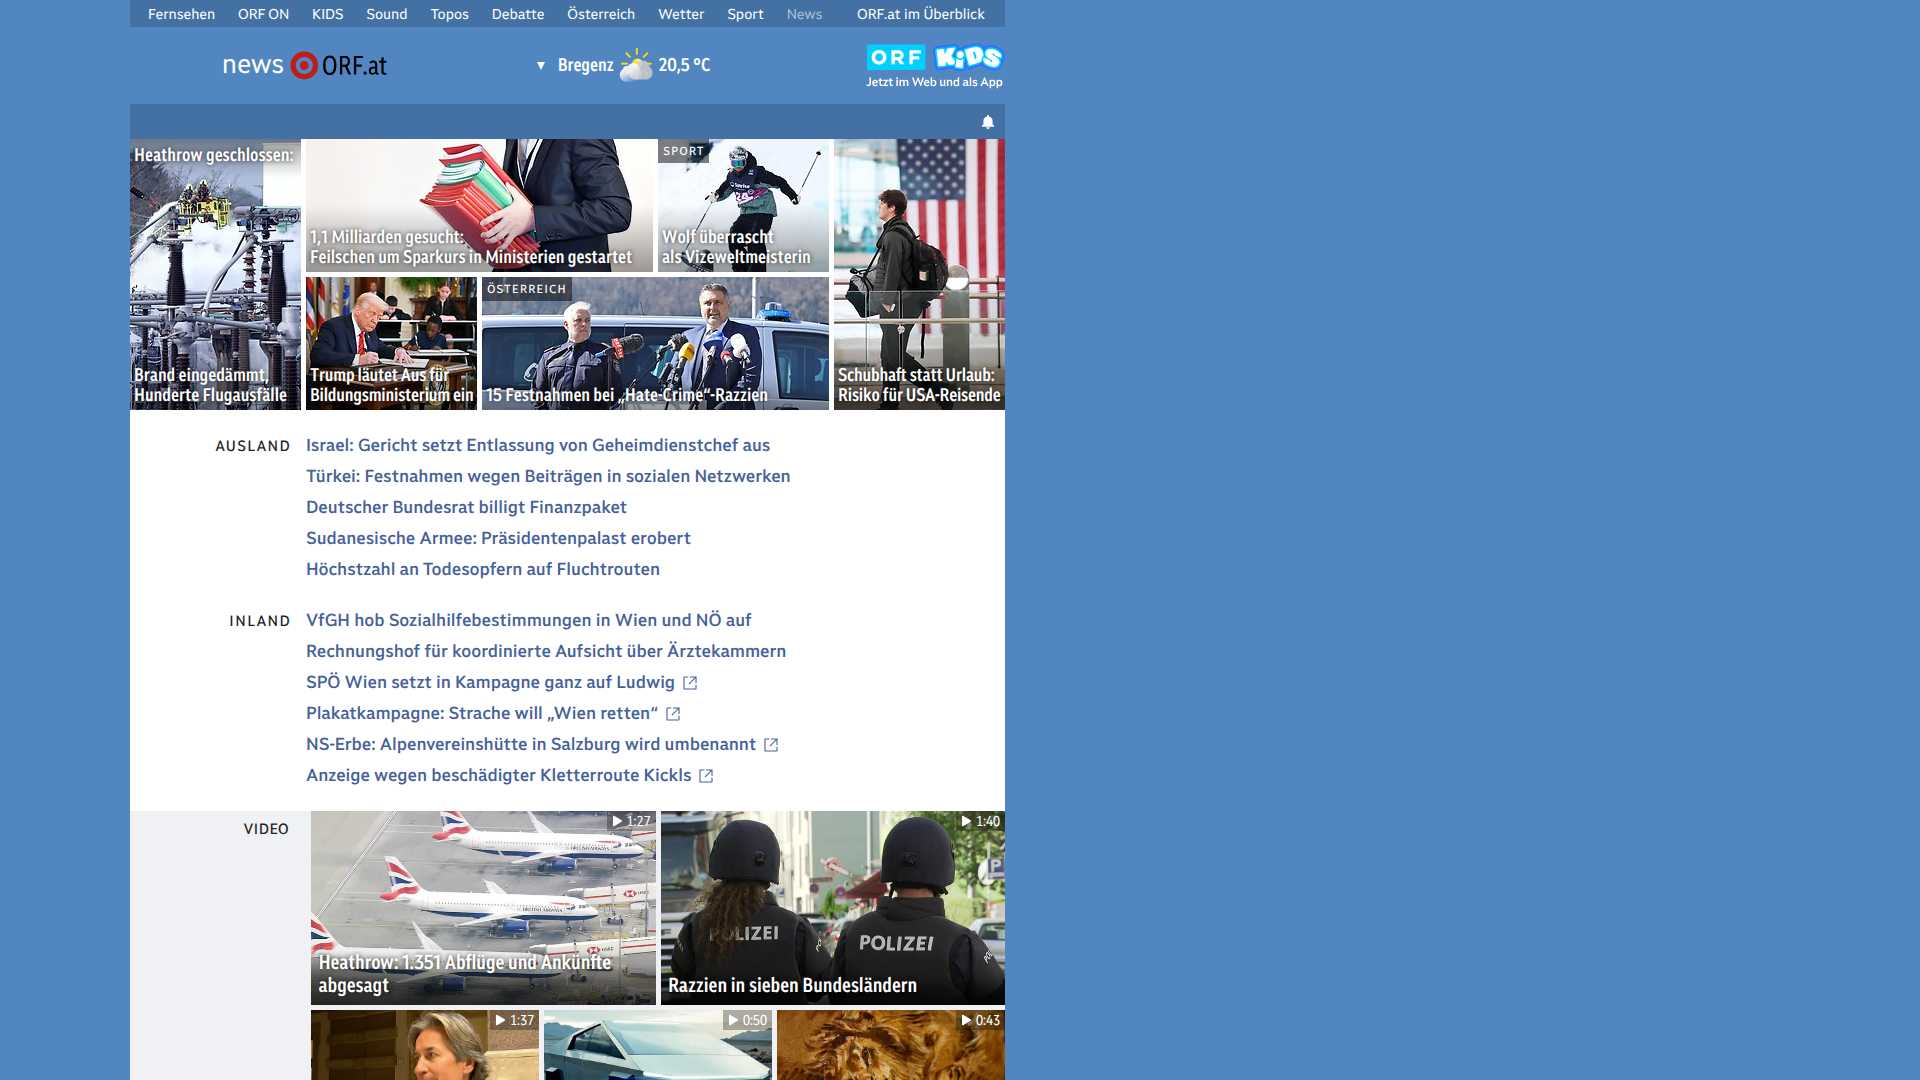 Fernsehen ORF ON KIDS Sound Topos Debatte Österreich Wetter Sport News ORF.at im Überblick
news ORF.at
▼ Bregenz 20,5 °C
ORF KiDS
Jetzt im Web und als App
Heathrow geschlossen:
Brand eingedämmt,
Hunderte Flugausfälle
1,1 Milliarden gesucht:
Feilschen um Sparkurs in Ministerien gestartet
SPORT
Wolf überrascht
als Vizeweltmeisterin
Trump läutet Aus für
Bildungsministerium ein
ÖSTERREICH
15 Festnahmen bei „Hate-Crime“-Razzien
Schubhaft statt Urlaub:
Risiko für USA-Reisende
AUSLAND
Israel: Gericht setzt Entlassung von Geheimdienstchef aus
Türkei: Festnahmen wegen Beiträgen in sozialen Netzwerken
Deutscher Bundesrat billigt Finanzpaket
Sudanesische Armee: Präsidentenpalast erobert
Höchstzahl an Todesopfern auf Fluchtrouten
INLAND
VfGH hob Sozialhilfebestimmungen in Wien und NÖ auf
Rechnungshof für koordinierte Aufsicht über Ärztekammern
SPÖ Wien setzt in Kampagne ganz auf Ludwig
Plakatkampagne: Strache will „Wien retten“
NS-Erbe: Alpenvereinshütte in Salzburg wird umbenannt
Anzeige wegen beschädigter Kletterroute Kickls
VIDEO
1:27
Heathrow: 1.351 Abflüge und Ankünfte
abgesagt
1:40
POLIZEI
POLIZEI
Razzien in sieben Bundesländern
1:37
0:50
0:43